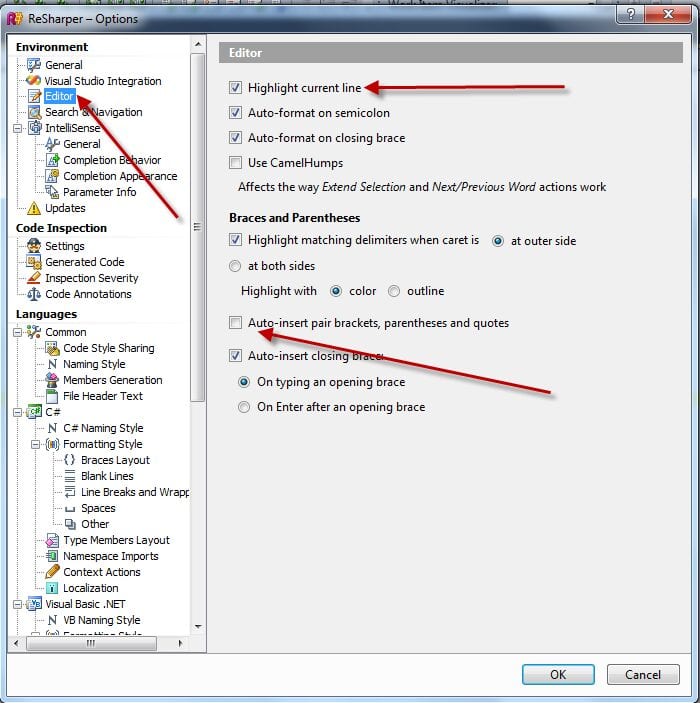 ReSharper – Options
Environment
General
Visual Studio Integration
Editor
Search & Navigation
IntelliSense
General
Completion Behavior
Completion Appearance
Parameter Info
Updates
Code Inspection
Settings
Generated Code
Inspection Severity
Code Annotations
Languages
Common
Code Style Sharing
Naming Style
Members Generation
File Header Text
C#
C# Naming Style
Formatting Style
Braces Layout
Blank Lines
Line Breaks and Wrapp
Spaces
Other
Type Members Layout
Namespace Imports
Context Actions
Localization
Visual Basic .NET
VB Naming Style
Editor
Highlight current line
Auto-format on semicolon
Auto-format on closing brace
Use CamelHumps
Affects the way Extend Selection and Next/Previous Word actions work
Braces and Parentheses
Highlight matching delimiters when caret is at outer side
at both sides
Highlight with color outline
Auto-insert pair brackets, parentheses and quotes
Auto-insert closing brace:
On typing an opening brace
On Enter after an opening brace
OK Cancel